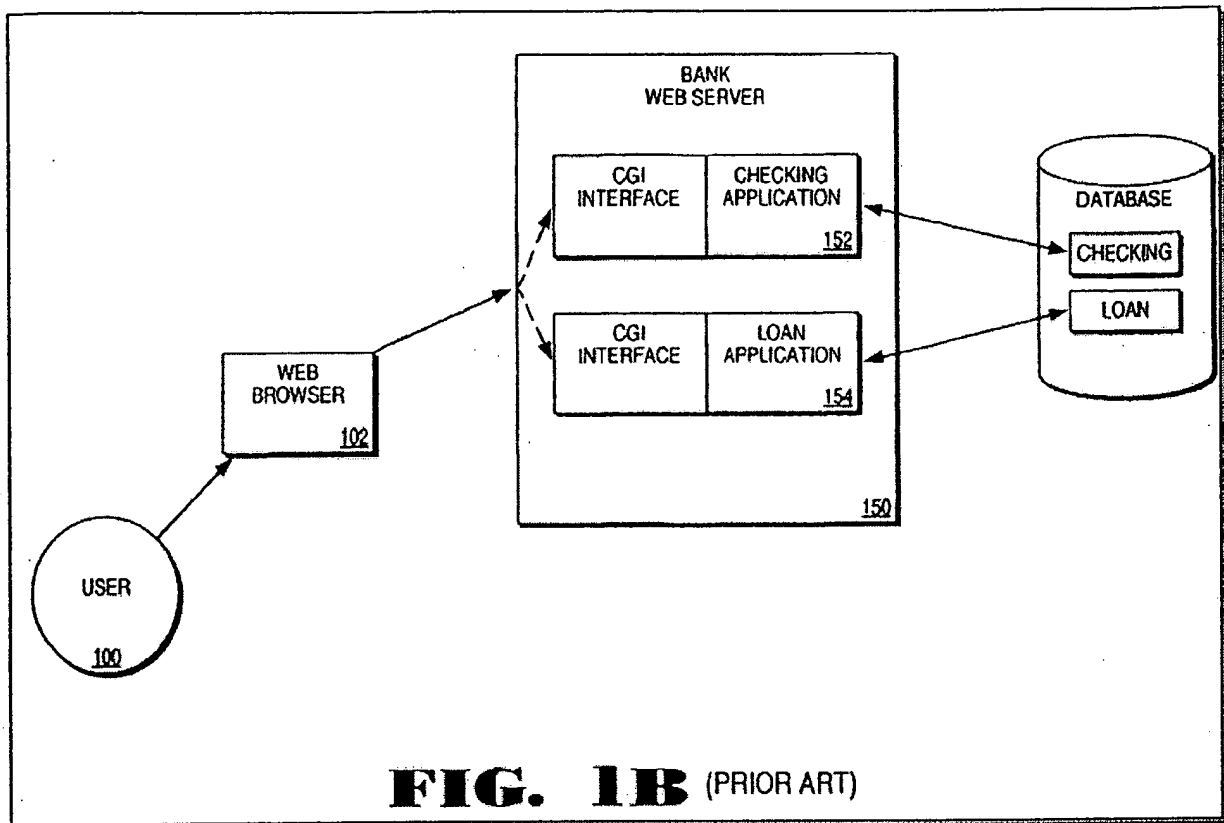 BANK
WEB SERVER
CGI
INTERFACE
CHECKING
APPLICATION
152
CGI
INTERFACE
LOAN
APPLICATION
154
150
DATABASE
CHECKING
LOAN
WEB
BROWSER
102
USER
100
FIG. 1B (PRIOR ART)